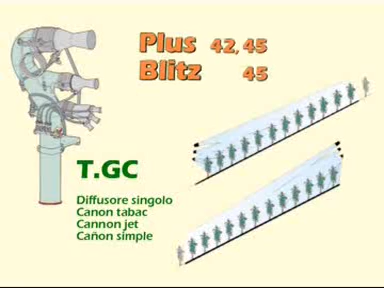 Plus 42, 45
Blitz 45
T.GC
Diffusore singolo
Canon tabac
Cannon jet
Cañon simple